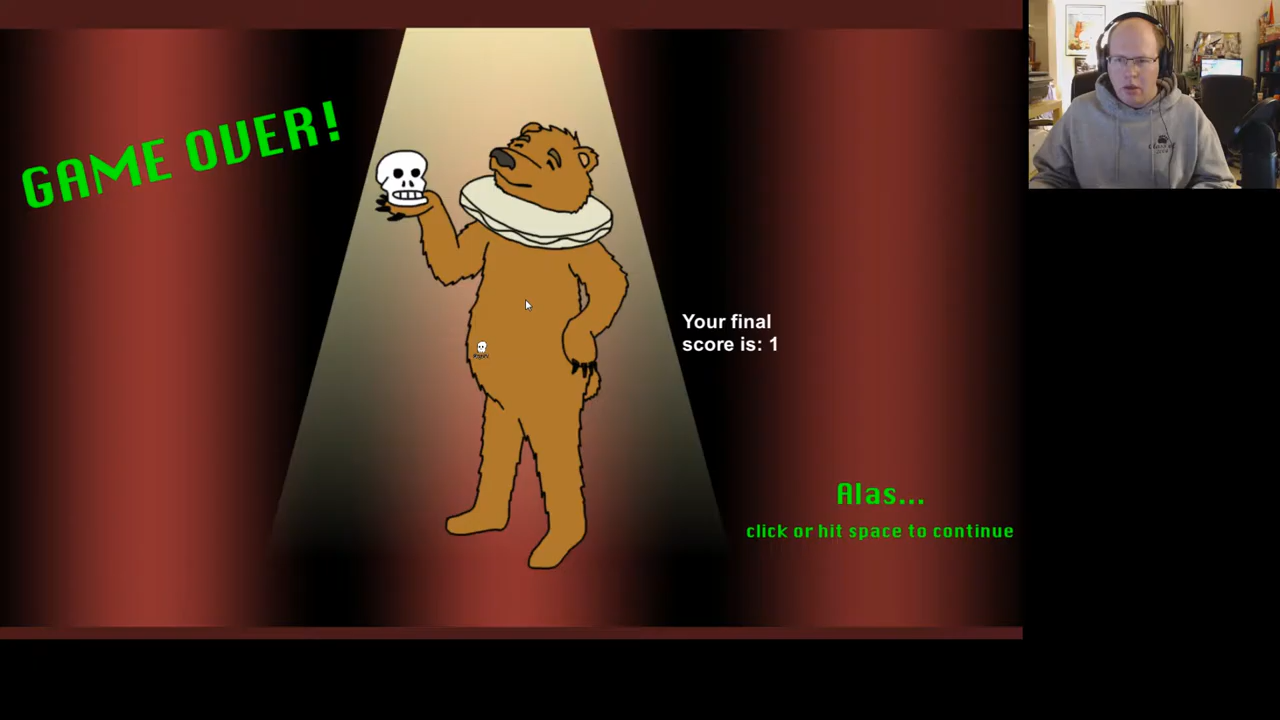 GAME OVER!
Your final
score is: 1
Alas...
click or hit space to continue